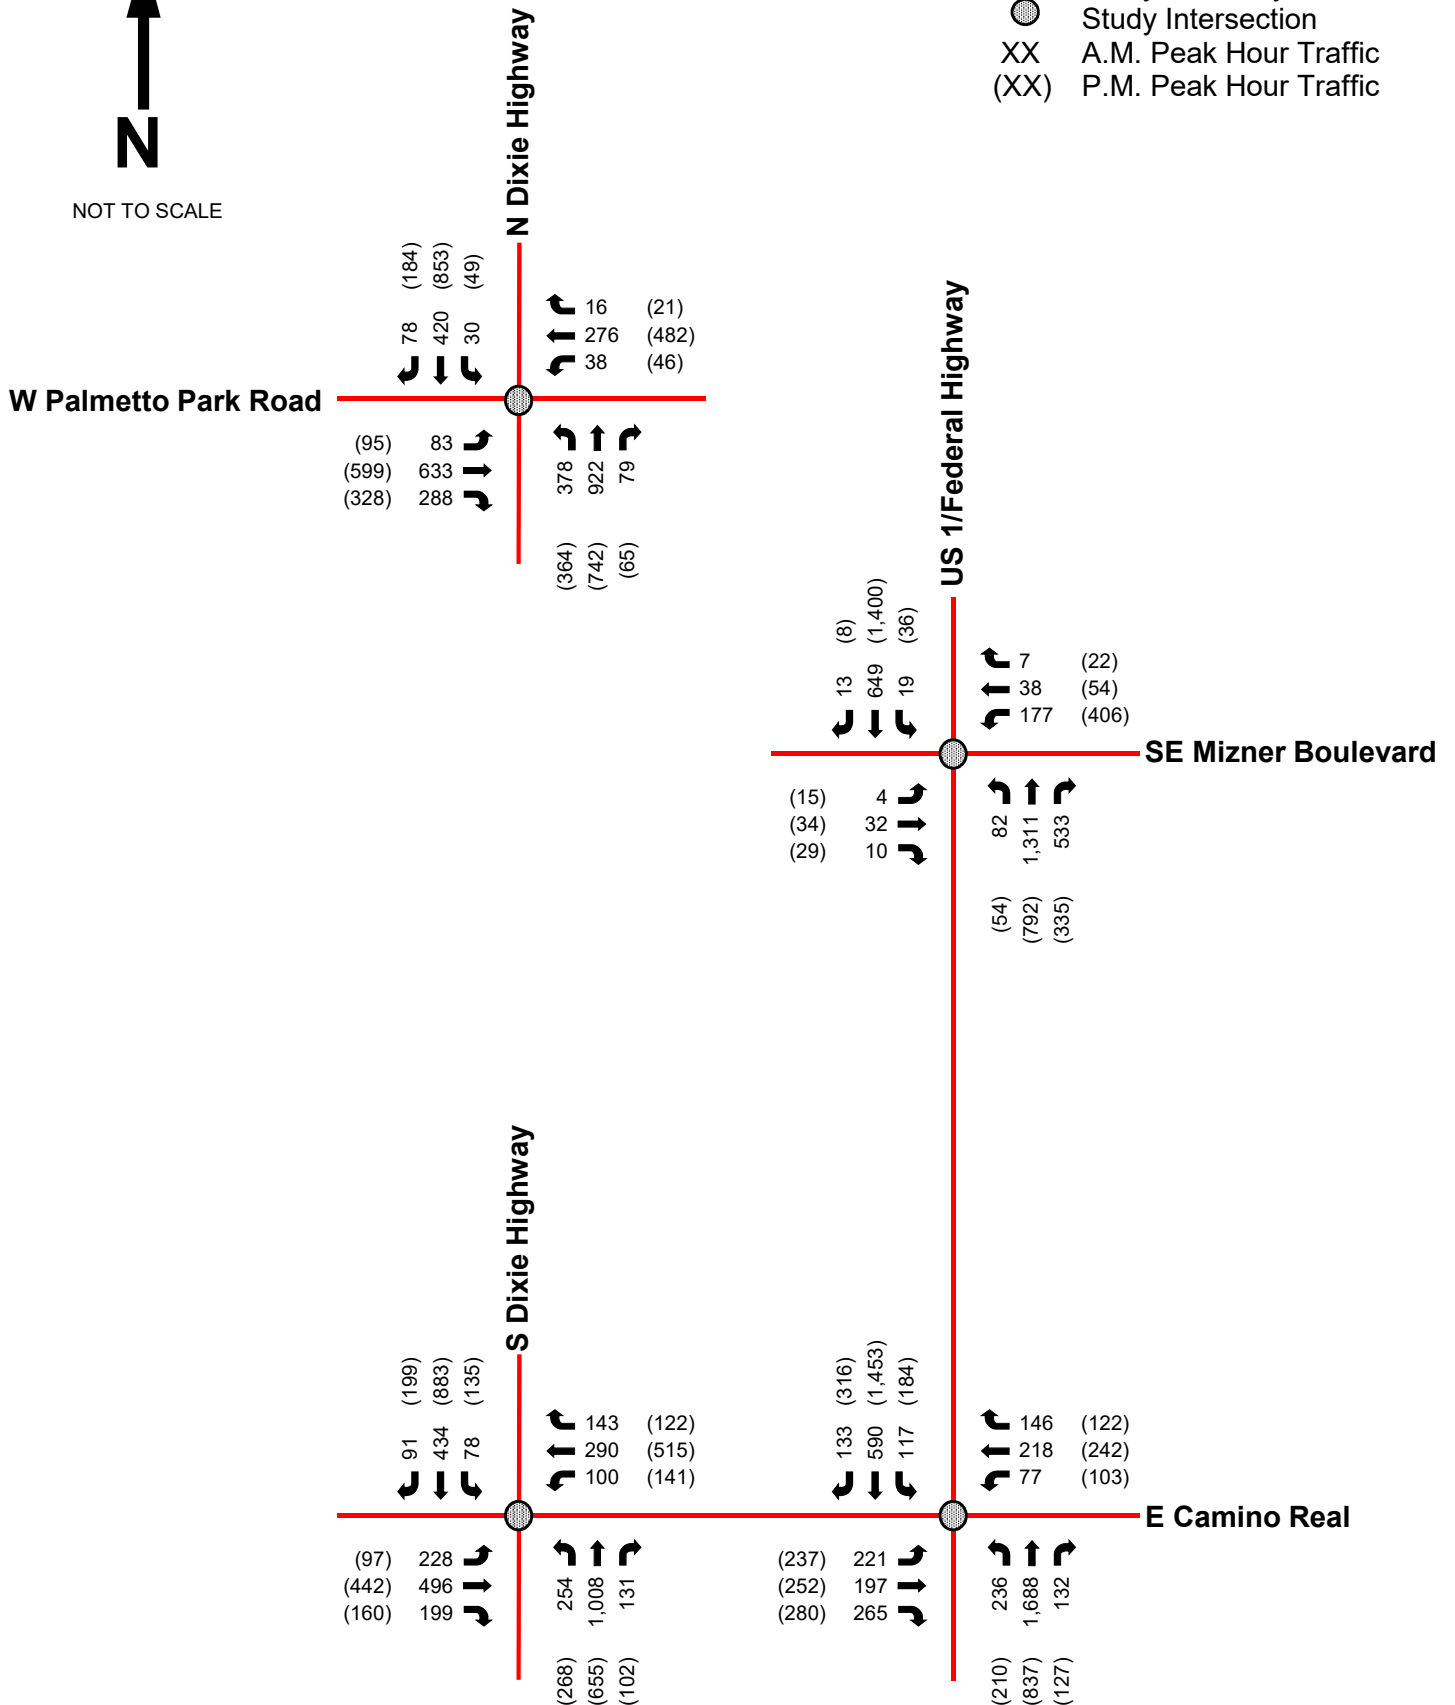 Study Intersection
XX A.M. Peak Hour Traffic
(XX) P.M. Peak Hour Traffic
N
NOT TO SCALE
N Dixie Highway
(184) (853) (49)
78 420 30
16 (21)
276 (482)
38 (46)
W Palmetto Park Road
(95) 83
(599) 633
(328) 288
378 922 79
(364) (742) (65)
US 1/Federal Highway
(8) (1,400) (36)
13 649 19
7 (22)
38 (54)
177 (406)
SE Mizner Boulevard
(15) 4
(34) 32
(29) 10
82 1,311 533
(54) (792) (335)
S Dixie Highway
(199) (883) (135)
91 434 78
143 (122)
290 (515)
100 (141)
(97) 228
(442) 496
(160) 199
254 1,008 131
(268) (655) (102)
(316) (1,453) (184)
133 590 117
146 (122)
218 (242)
77 (103)
E Camino Real
(237) 221
(252) 197
(280) 265
236 1,688 132
(210) (837) (127)